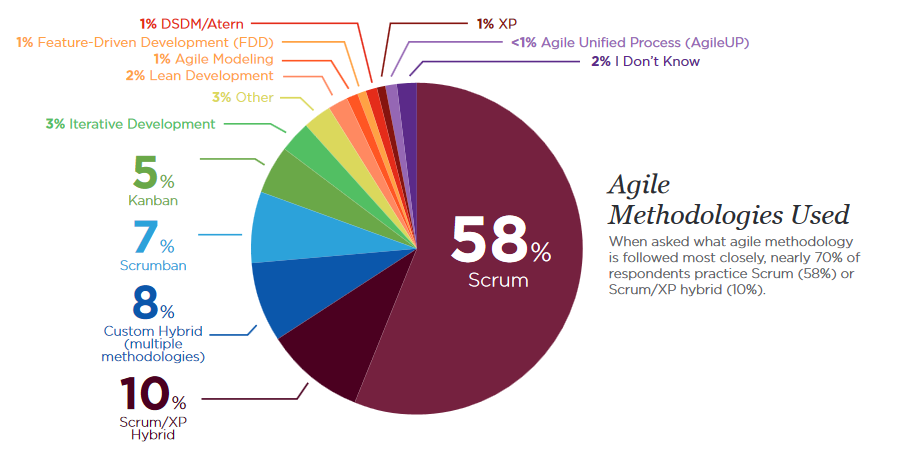 1% DSDM/Atern
1% XP
1% Feature-Driven Development (FDD)
<1% Agile Unified Process (AgileUP)
1% Agile Modeling
2% I Don't Know
2% Lean Development
3% Other
3% Iterative Development
5%
Kanban
7%
Scrumban
8%
Custom Hybrid
(multiple
methodologies)
10%
Scrum/XP
Hybrid
58%
Scrum
Agile
Methodologies Used
When asked what agile methodology
is followed most closely, nearly 70% of
respondents practice Scrum (58%) or
Scrum/XP hybrid (10%).